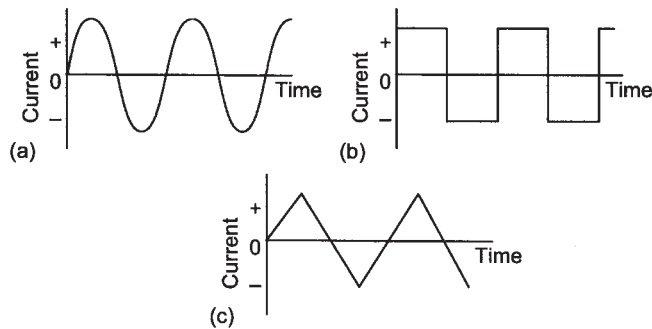 Current
+
0
–
Time
(a)
Current
+
0
–
Time
(b)
Current
+
0
–
Time
(c)